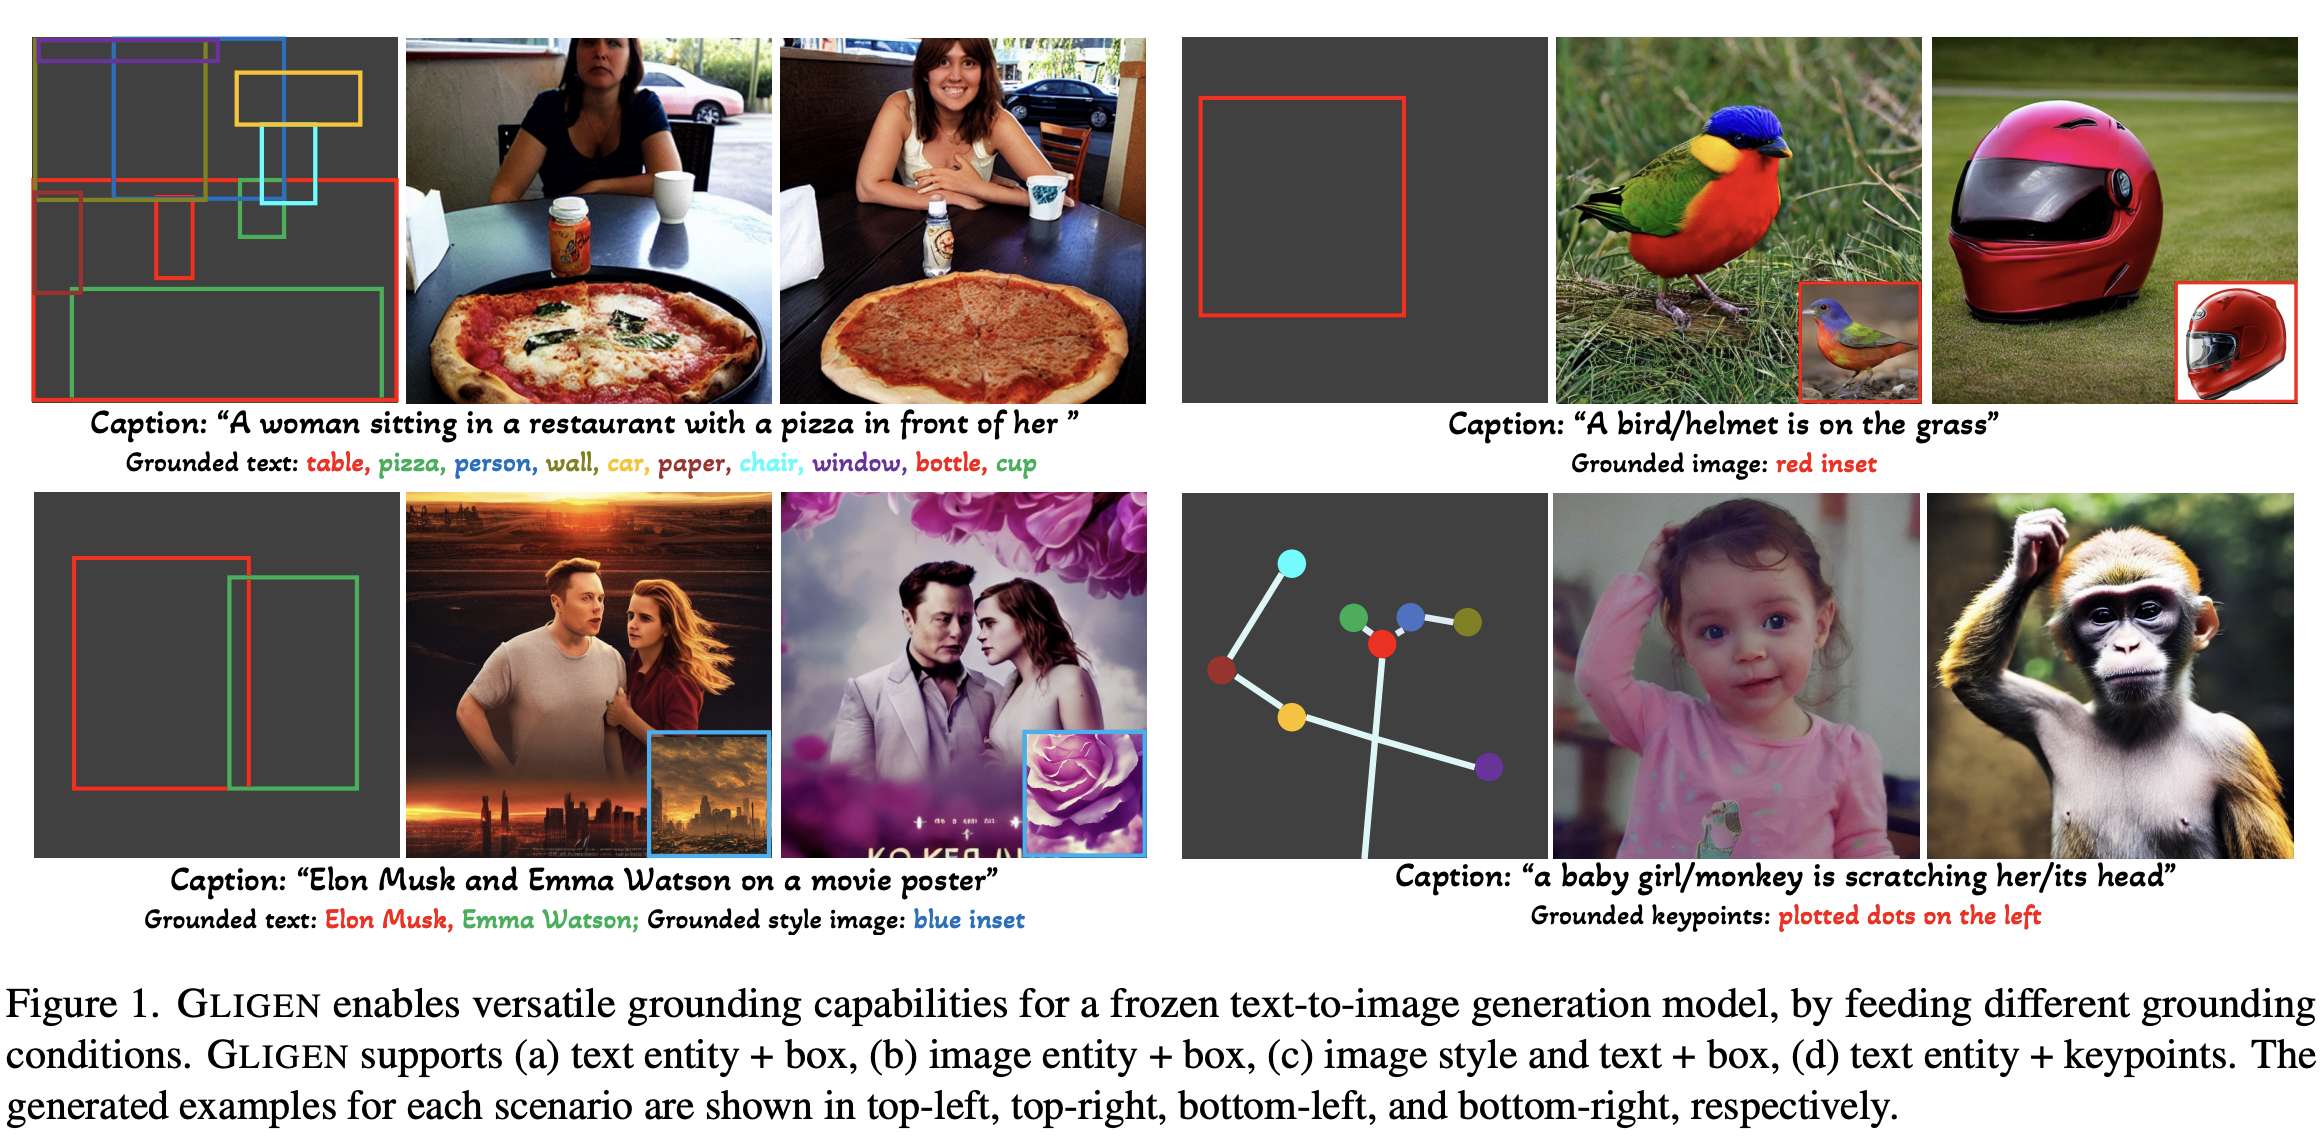 Caption: “A woman sitting in a restaurant with a pizza in front of her ”
Grounded text: table, pizza, person, wall, car, paper, chair, window, bottle, cup
Caption: “A bird/helmet is on the grass”
Grounded image: red inset
Caption: “Elon Musk and Emma Watson on a movie poster”
Grounded text: Elon Musk, Emma Watson; Grounded style image: blue inset
Caption: “a baby girl/monkey is scratching her/its head”
Grounded keypoints: plotted dots on the left
Figure 1. GLIGEN enables versatile grounding capabilities for a frozen text-to-image generation model, by feeding different grounding
conditions. GLIGEN supports (a) text entity + box, (b) image entity + box, (c) image style and text + box, (d) text entity + keypoints. The
generated examples for each scenario are shown in top-left, top-right, bottom-left, and bottom-right, respectively.